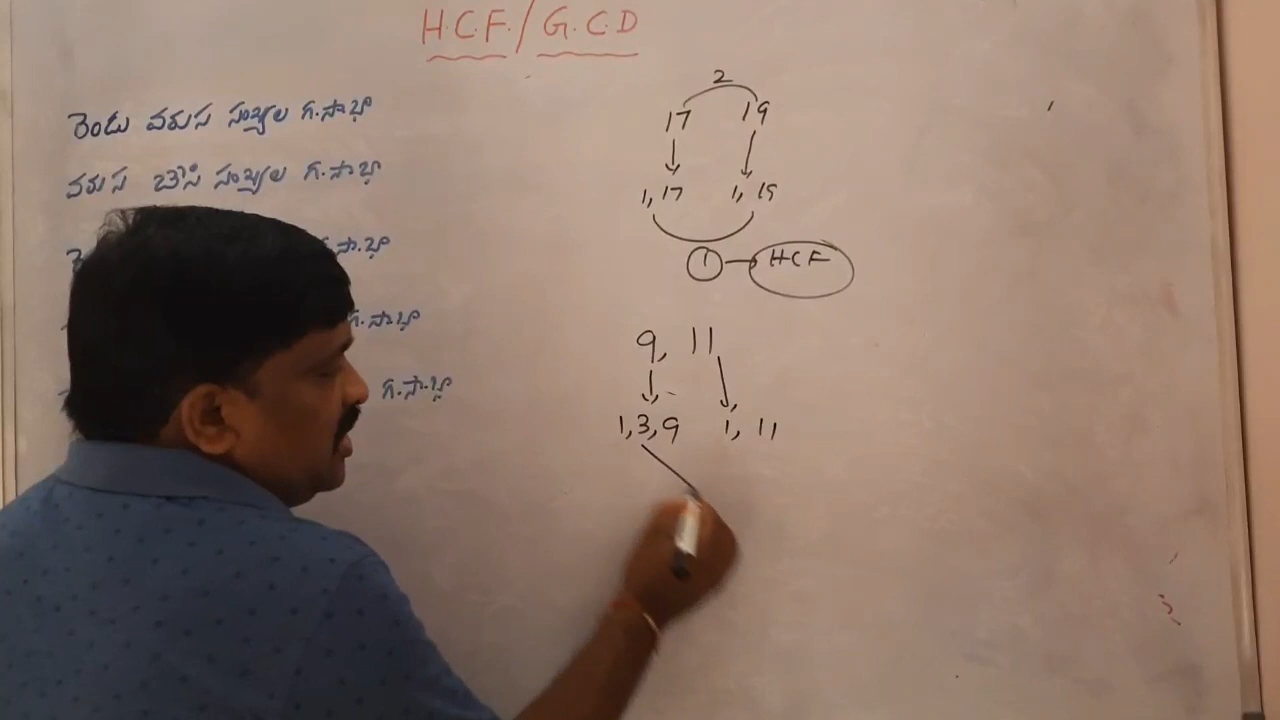 H.C.F. / G.C.D
రెండు వరుస సంఖ్యల గ.సా.భా
వరుస బేసి సంఖ్యల గ.సా.భా
సా.భా
గ.సా.భా
గ.సా.భా
2
17 19
1, 17 1, 19
1 HCF
9, 11
1, 3, 9 1, 11